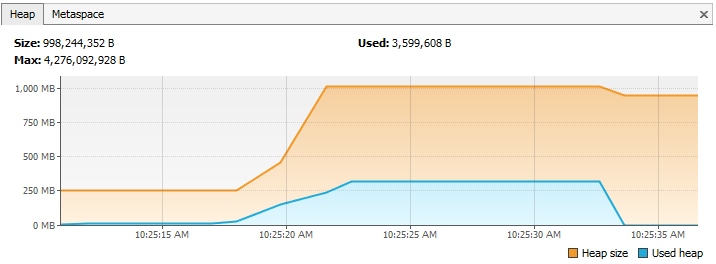 Heap Metaspace ×
Size: 998,244,352 B Used: 3,599,608 B
Max: 4,276,092,928 B
1,000 MB
750 MB
500 MB
250 MB
0 MB
10:25:15 AM 10:25:20 AM 10:25:25 AM 10:25:30 AM 10:25:35 AM
Heap size Used heap